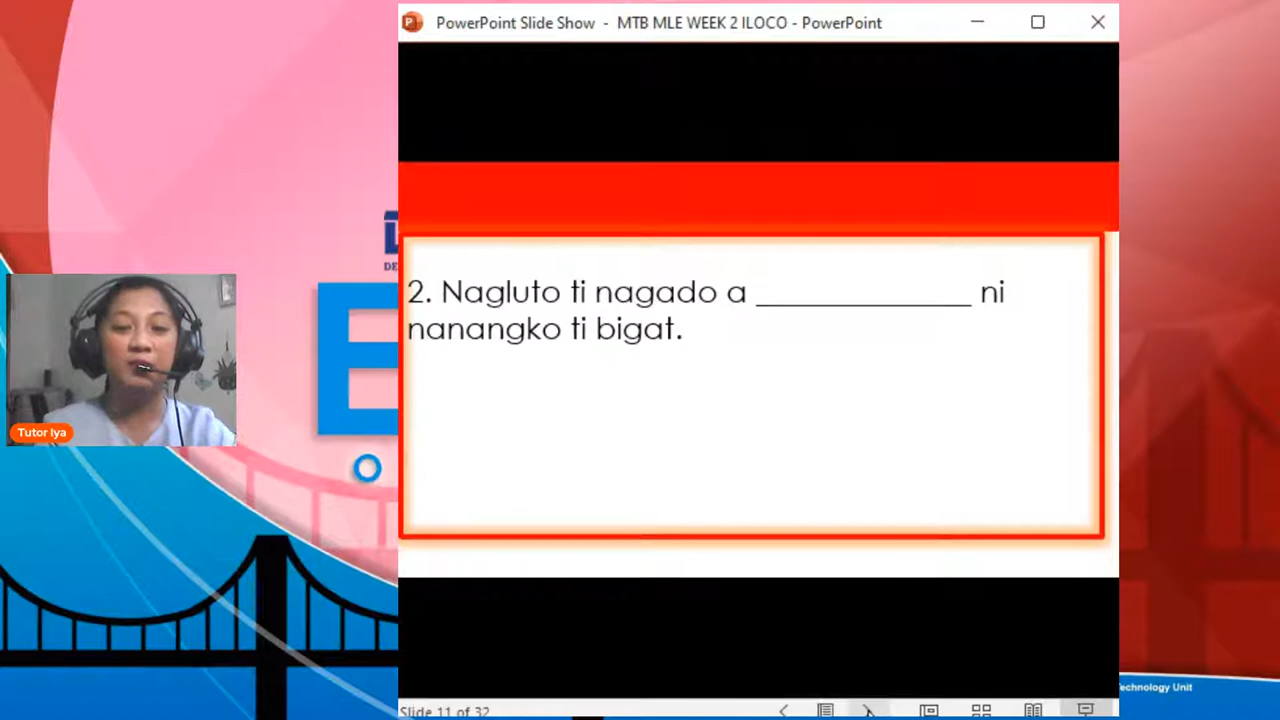 PowerPoint Slide Show - MTB MLE WEEK 2 ILOCO - PowerPoint
2. Nagluto ti nagado a ______________ ni
nanangko ti bigat.
Tutor Iya
Technology Unit
Slide 11 of 32